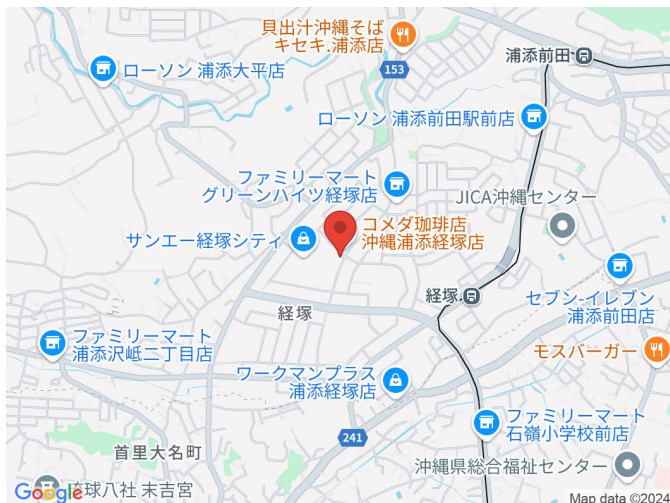 貝出汁沖縄そば
キセキ.浦添店
浦添前田
ローソン 浦添大平店
153
ローソン 浦添前田駅前店
ファミリーマート
グリーンハイツ経塚店
JICA沖縄センター
コメダ珈琲店
沖縄浦添経塚店
サンエー経塚シティ
経塚
セブン-イレブン
浦添前田店
経塚
ファミリーマート
浦添沢岻二丁目店
モスバーガー
ワークマンプラス
浦添経塚店
ファミリーマート
石嶺小学校前店
241
首里大名町
沖縄県総合福祉センター
琉球八社 末吉宮
Google
Map data ©2024